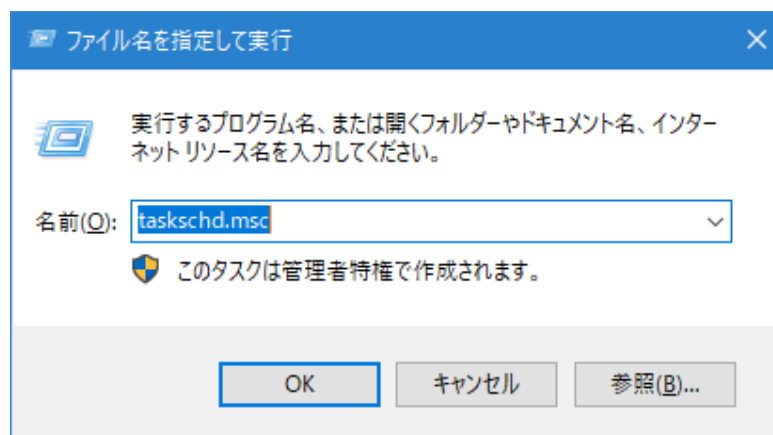 ファイル名を指定して実行
実行するプログラム名、または開くフォルダーやドキュメント名、インター
ネット リソース名を入力してください。
名前(O): taskschd.msc
このタスクは管理者特権で作成されます。
OK キャンセル 参照(B)...